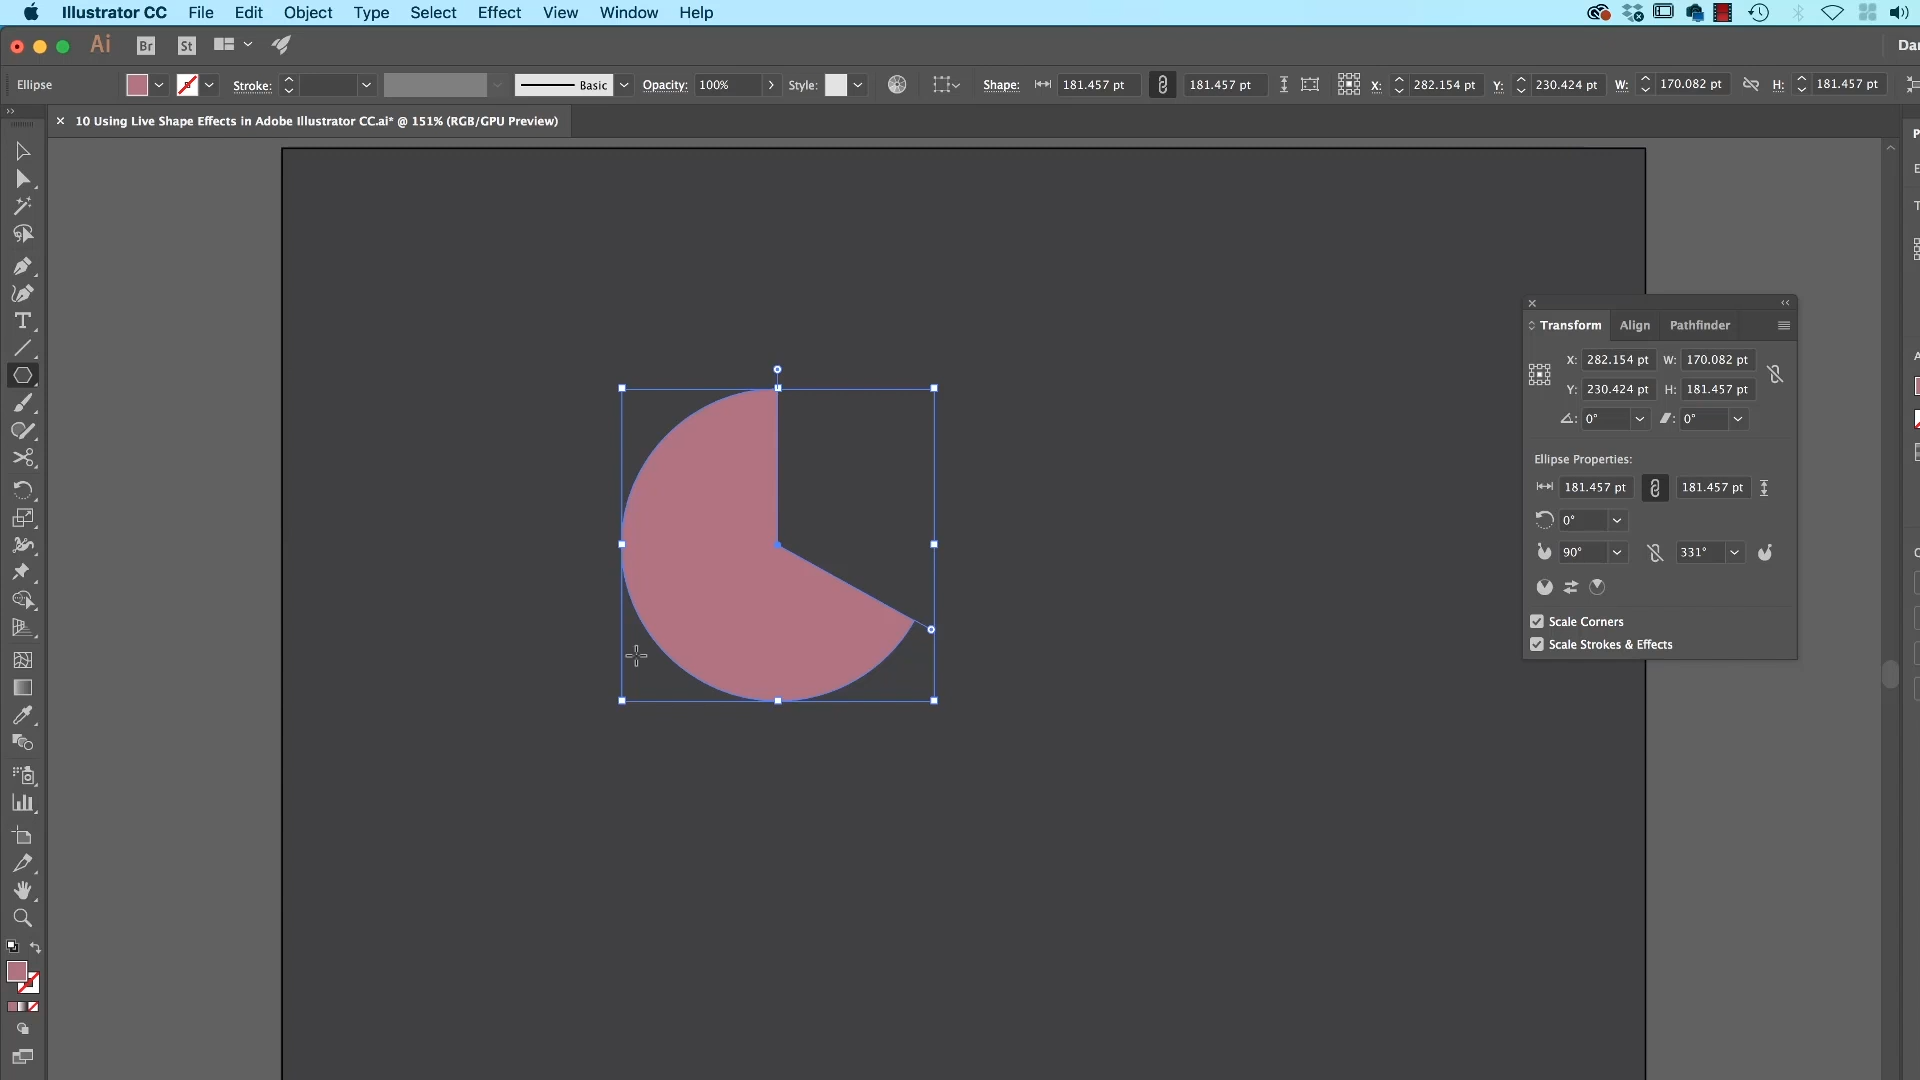 Illustrator CC File Edit Object Type Select Effect View Window Help
Ai Br St Da
Ellipse Stroke: Basic Opacity: 100% Style: Shape: 181.457 pt 181.457 pt X: 282.154 pt Y: 230.424 pt W: 170.082 pt H: 181.457 pt
10 Using Live Shape Effects in Adobe Illustrator CC.ai* @ 151% (RGB/GPU Preview)
Transform Align Pathfinder
X: 282.154 pt W: 170.082 pt
Y: 230.424 pt H: 181.457 pt
0° 0°
Ellipse Properties:
181.457 pt 181.457 pt
0°
90° 331°
Scale Corners
Scale Strokes & Effects